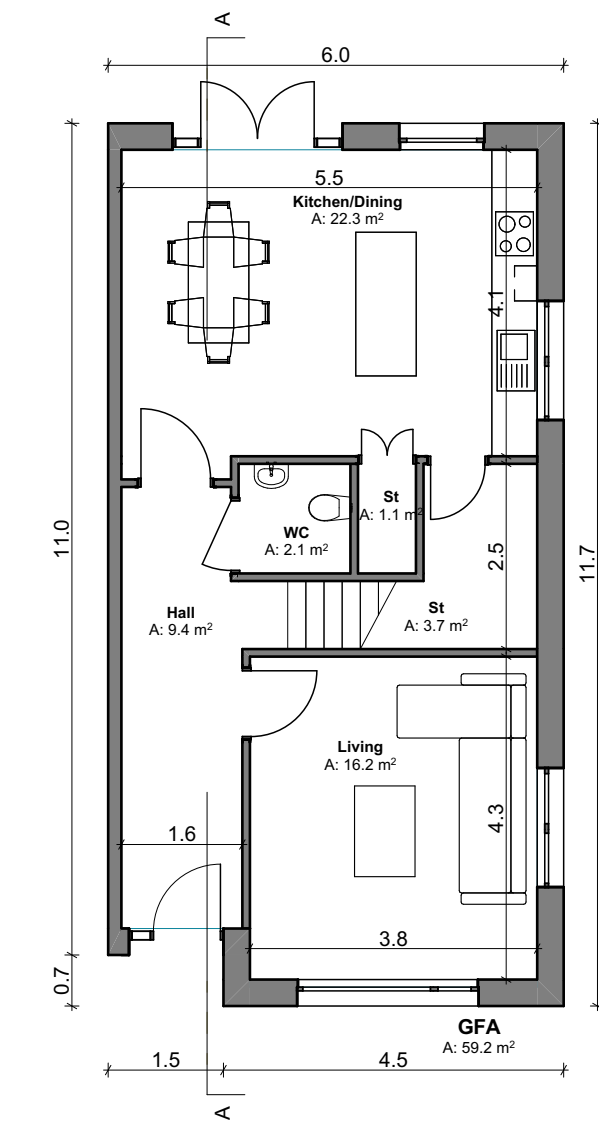 A
6.0
5.5
Kitchen/Dining
A: 22.3 m²
4.1
11.0
11.7
St
A: 1.1 m²
WC
A: 2.1 m²
2.5
Hall
A: 9.4 m²
St
A: 3.7 m²
Living
A: 16.2 m²
4.3
1.6
3.8
0.7
GFA
A: 59.2 m²
1.5
4.5
A